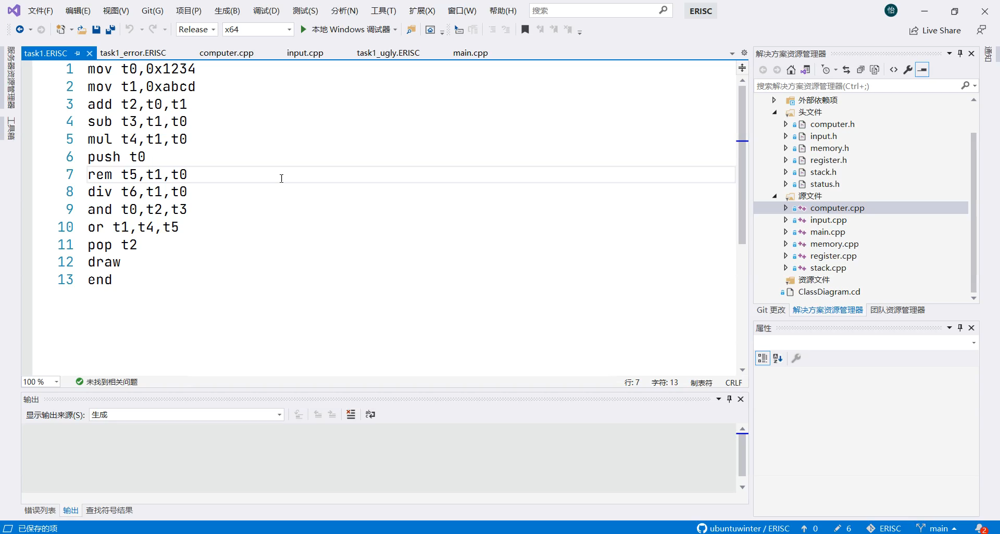 文件(F) 编辑(E) 视图(V) Git(G) 项目(P) 生成(B) 调试(D) 测试(S) 分析(N) 工具(T) 扩展(X) 窗口(W) 帮助(H) 搜索 ERISC 怡
Release x64 本地 Windows 调试器 Live Share
服务器资源管理器
工具箱
task1.ERISC task1_error.ERISC computer.cpp input.cpp task1_ugly.ERISC main.cpp
1 mov t0,0x1234
2 mov t1,0xabcd
3 add t2,t0,t1
4 sub t3,t1,t0
5 mul t4,t1,t0
6 push t0
7 rem t5,t1,t0
8 div t6,t1,t0
9 and t0,t2,t3
10 or t1,t4,t5
11 pop t2
12 draw
13 end
100 % 未找到相关问题 行: 7 字符: 13 制表符 CRLF
输出
显示输出来源(S): 生成
错误列表 输出 查找符号结果
解决方案资源管理器
搜索解决方案资源管理器(Ctrl+;)
外部依赖项
头文件
computer.h
input.h
memory.h
register.h
stack.h
status.h
源文件
computer.cpp
input.cpp
main.cpp
memory.cpp
register.cpp
stack.cpp
资源文件
ClassDiagram.cd
Git 更改 解决方案资源管理器 团队资源管理器
属性
通知
已保存的项 ubuntuwinter / ERISC 0 6 ERISC main 2